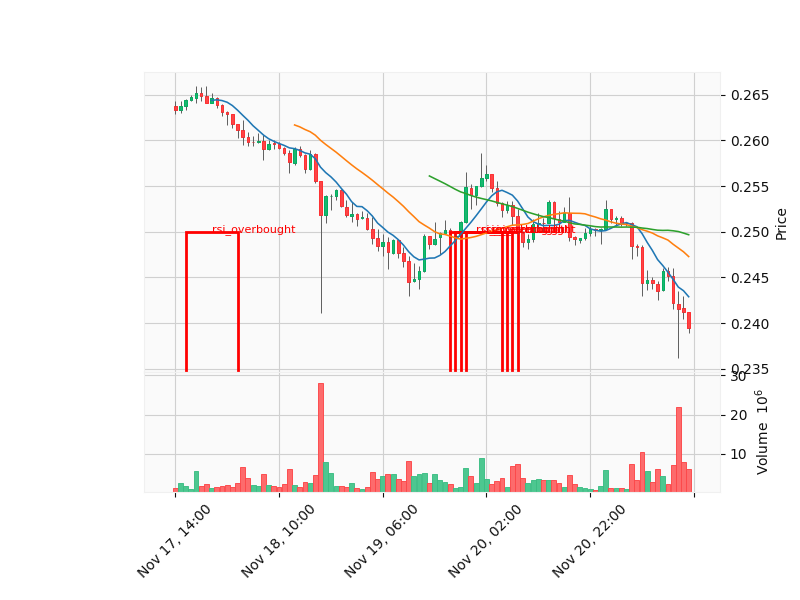 0.265
0.260
0.255
0.250
0.245
0.240
0.235
Price
rsi_overbought
30
20
10
Volume 10^6
Nov 17, 14:00
Nov 18, 10:00
Nov 19, 06:00
Nov 20, 02:00
Nov 20, 22:00